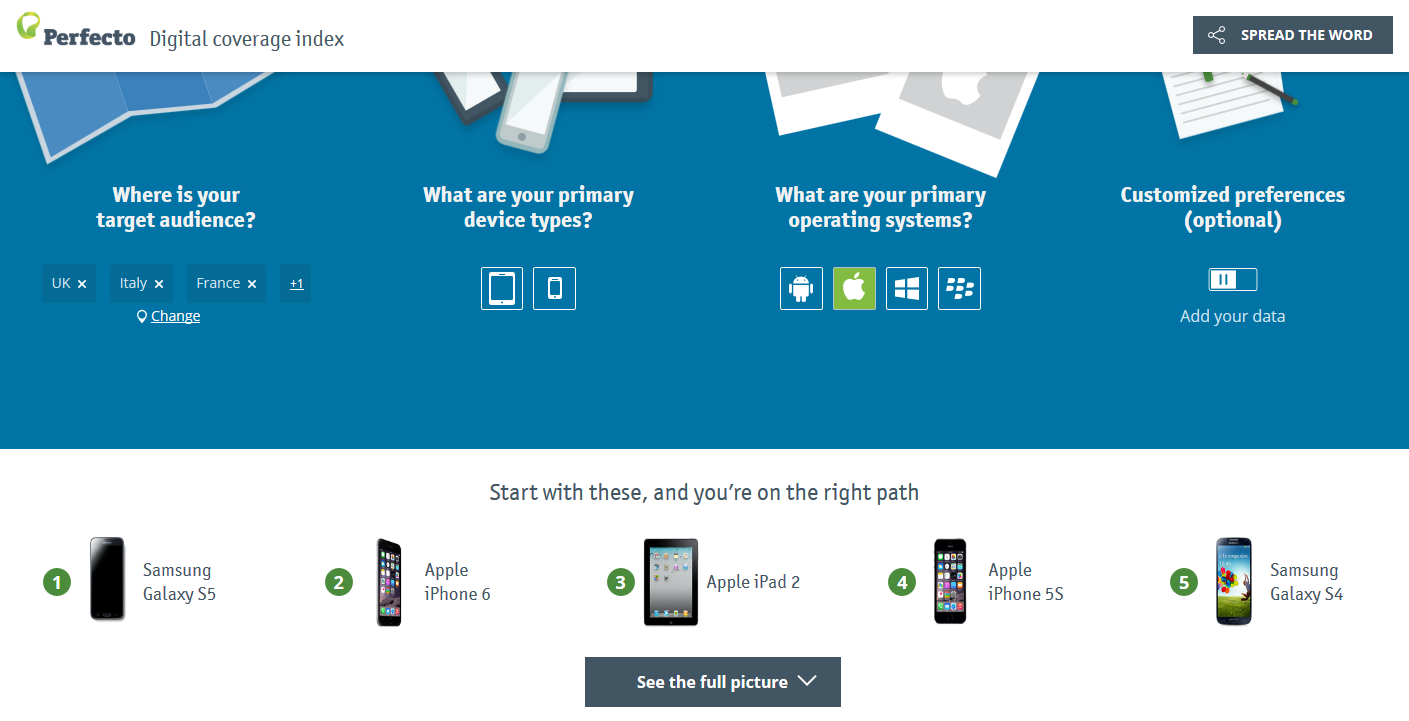 Perfecto Digital coverage index
SPREAD THE WORD
Where is your
target audience?
UK × Italy × France × +1
Change
What are your primary
device types?
What are your primary
operating systems?
Customized preferences
(optional)
Add your data
Start with these, and you’re on the right path
1 Samsung
Galaxy S5
2 Apple
iPhone 6
3 Apple iPad 2
4 Apple
iPhone 5S
5 Samsung
Galaxy S4
See the full picture